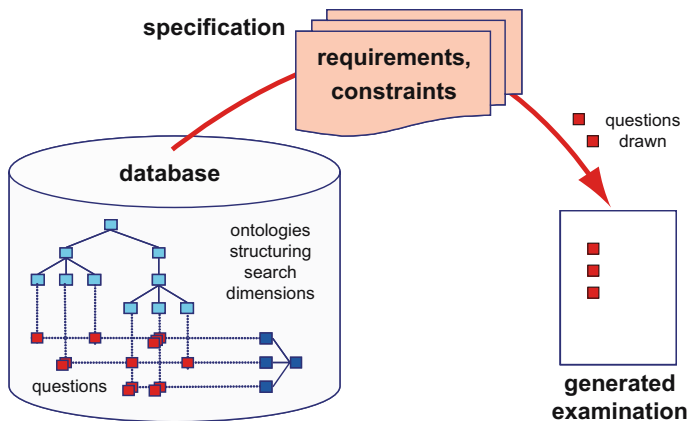 specification
requirements,
constraints
questions
drawn
database
ontologies
structuring
search
dimensions
questions
generated
examination